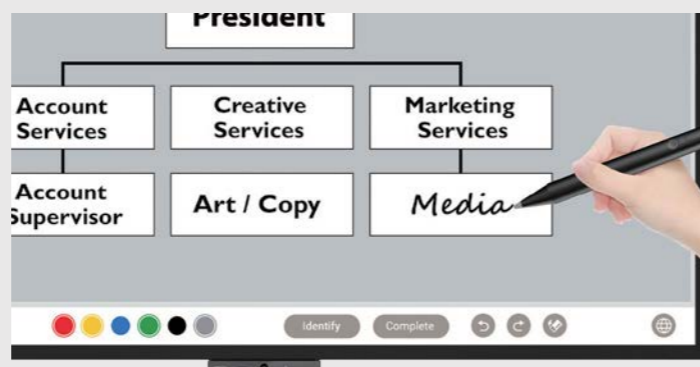 President
Account
Services
Creative
Services
Marketing
Services
Account
Supervisor
Art / Copy
Media
Identify
Complete